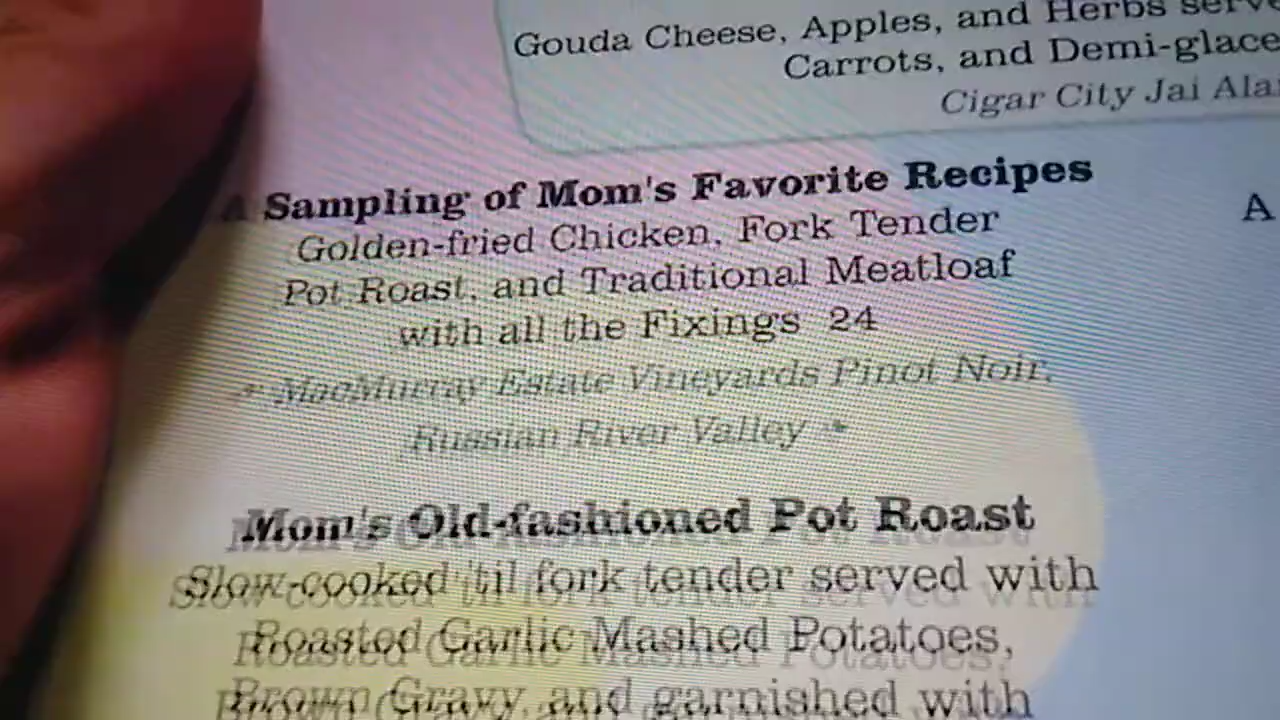 Gouda Cheese, Apples, and Herbs serve
Carrots, and Demi-glace
Cigar City Jai Alai
A Sampling of Mom's Favorite Recipes
Golden-fried Chicken, Fork Tender
Pot Roast, and Traditional Meatloaf
with all the Fixings 24
MacMurray Estate Vineyards Pinot Noir,
Russian River Valley
A
Mom's Old-fashioned Pot Roast
Slow-cooked 'til fork tender served with
Roasted Garlic Mashed Potatoes,
Brown Gravy, and garnished with